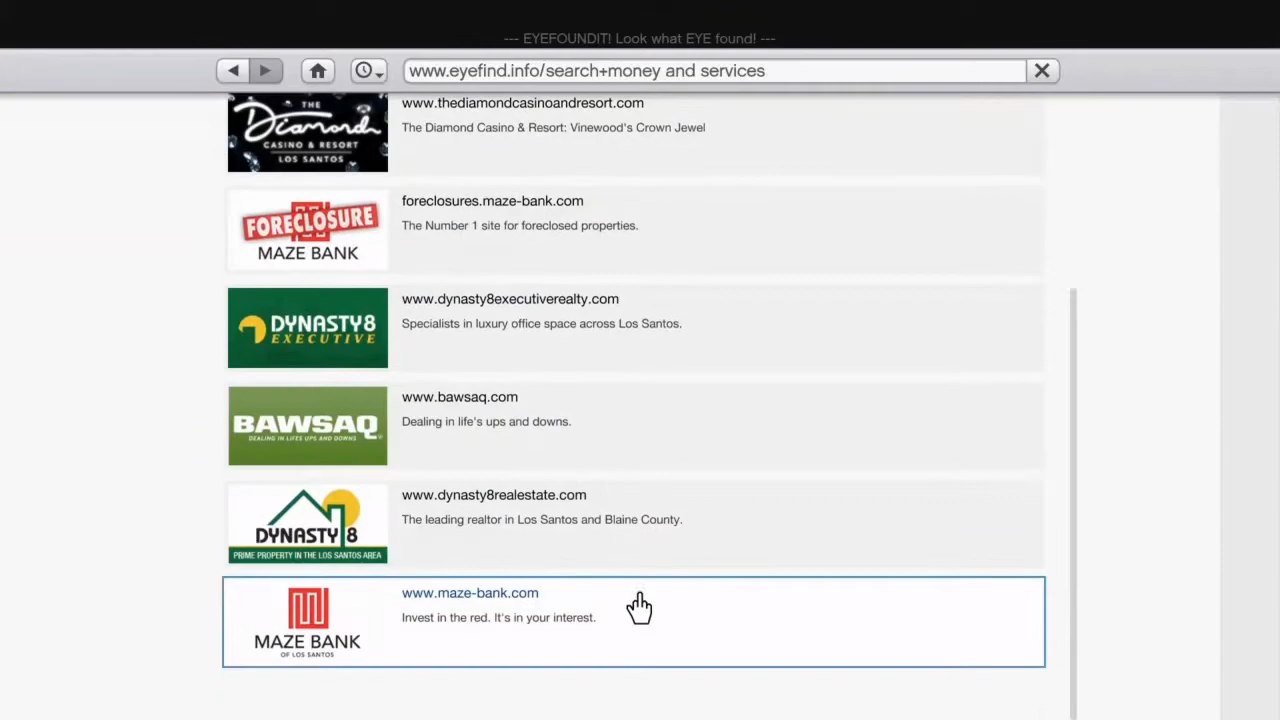 --- EYEFOUNDIT! Look what EYE found! ---
www.eyefind.info/search+money and services
THE
Diamond
CASINO & RESORT
LOS SANTOS
www.thediamondcasinoandresort.com
The Diamond Casino & Resort: Vinewood's Crown Jewel
FORECLOSURE
MAZE BANK
foreclosures.maze-bank.com
The Number 1 site for foreclosed properties.
DYNASTY8
EXECUTIVE
www.dynasty8executiverealty.com
Specialists in luxury office space across Los Santos.
BAWSAQ
DEALING IN LIFES UPS AND DOWNS
www.bawsaq.com
Dealing in life's ups and downs.
DYNASTY 8
PRIME PROPERTY IN THE LOS SANTOS AREA
www.dynasty8realestate.com
The leading realtor in Los Santos and Blaine County.
MAZE BANK
OF LOS SANTOS
www.maze-bank.com
Invest in the red. It's in your interest.